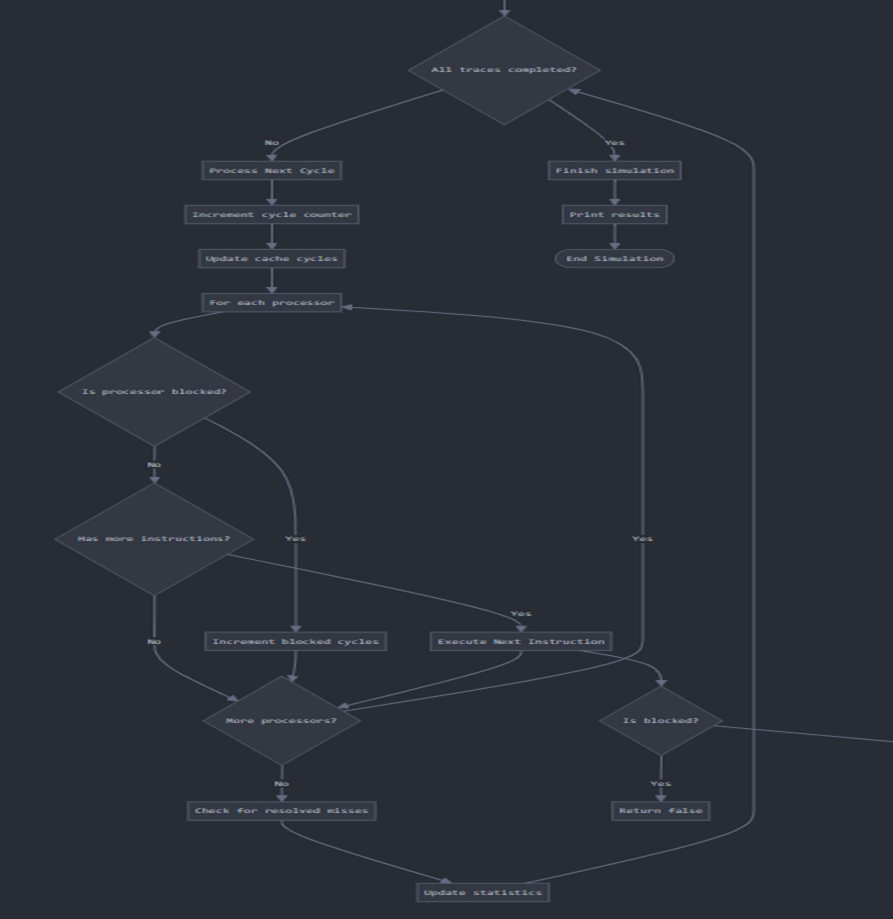 All traces completed?
No
Yes
Process Next Cycle
Finish simulation
Increment cycle counter
Print results
Update cache cycles
End Simulation
For each processor
Is processor blocked?
No
Has more instructions?
Yes
Yes
Yes
No
Increment blocked cycles
Execute Next Instruction
More processors?
Is blocked?
No
Yes
Check for resolved misses
Return false
Update statistics